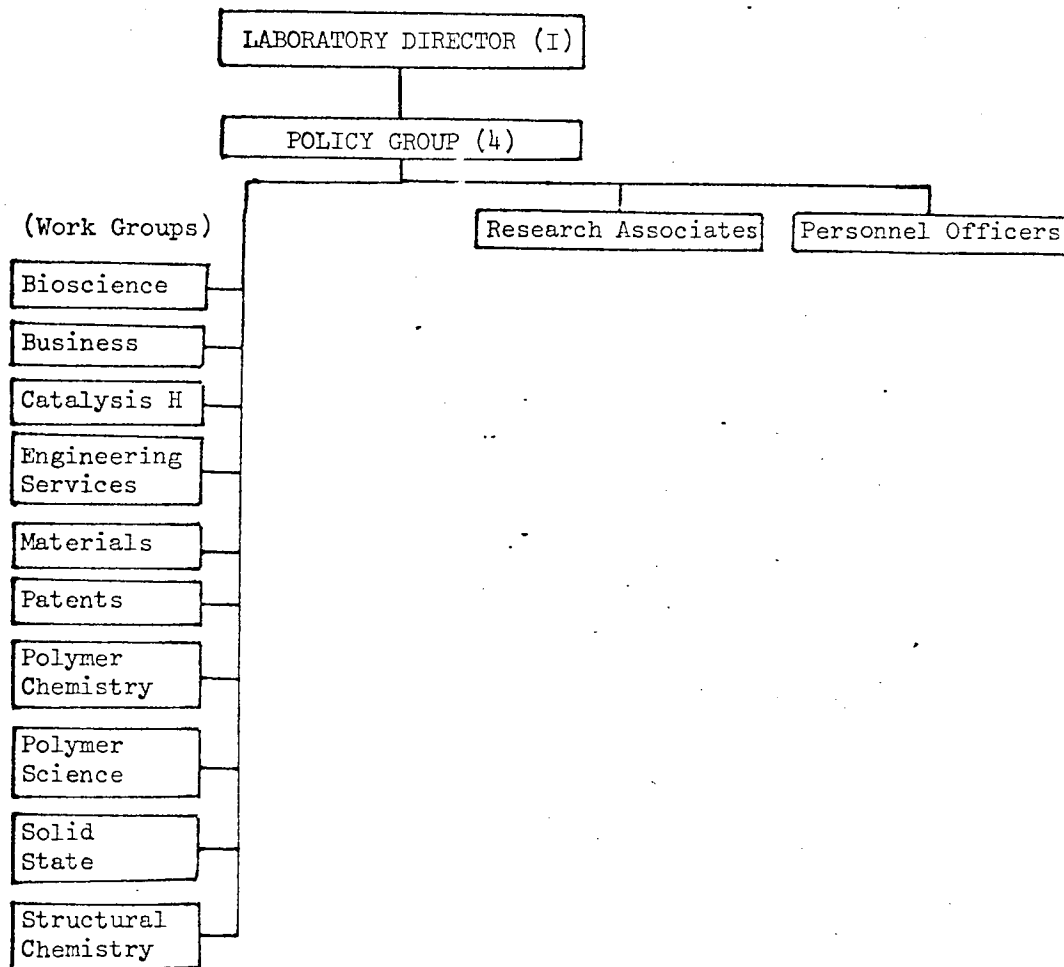 LABORATORY DIRECTOR (I)
POLICY GROUP (4)
(Work Groups)
Research Associates
Personnel Officers
Bioscience
Business
Catalysis H
Engineering
Services
Materials
Patents
Polymer
Chemistry
Polymer
Science
Solid
State
Structural
Chemistry